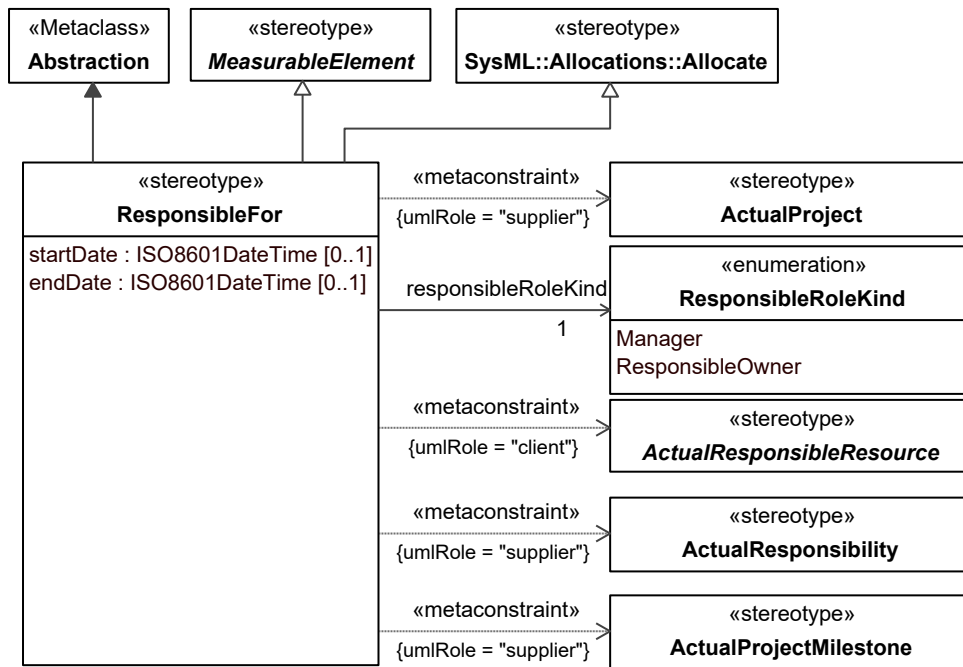 «Metaclass»
Abstraction
«stereotype»
MeasurableElement
«stereotype»
SysML::Allocations::Allocate
«stereotype»
ResponsibleFor
startDate : ISO8601DateTime [0..1]
endDate : ISO8601DateTime [0..1]
«metaconstraint»
{umlRole = "supplier"}
«stereotype»
ActualProject
responsibleRoleKind
1
«enumeration»
ResponsibleRoleKind
Manager
ResponsibleOwner
«metaconstraint»
{umlRole = "client"}
«stereotype»
ActualResponsibleResource
«metaconstraint»
{umlRole = "supplier"}
«stereotype»
ActualResponsibility
«metaconstraint»
{umlRole = "supplier"}
«stereotype»
ActualProjectMilestone